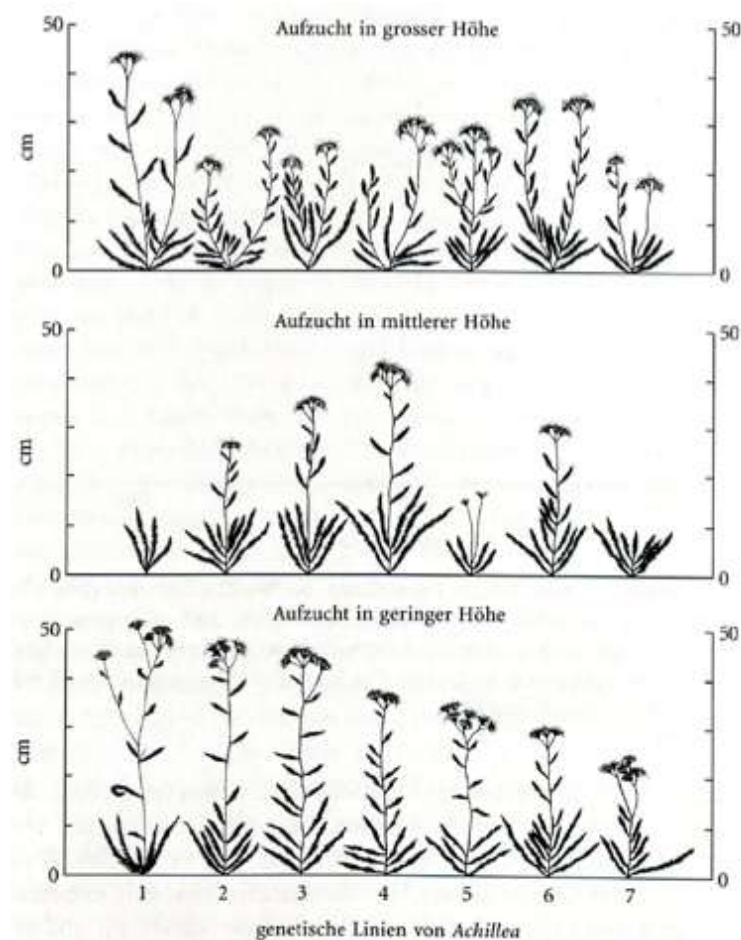 50
50
Aufzucht in grosser Höhe
cm
0
0
50
50
Aufzucht in mittlerer Höhe
cm
0
0
50
50
Aufzucht in geringer Höhe
cm
0
0
1 2 3 4 5 6 7
genetische Linien von Achillea